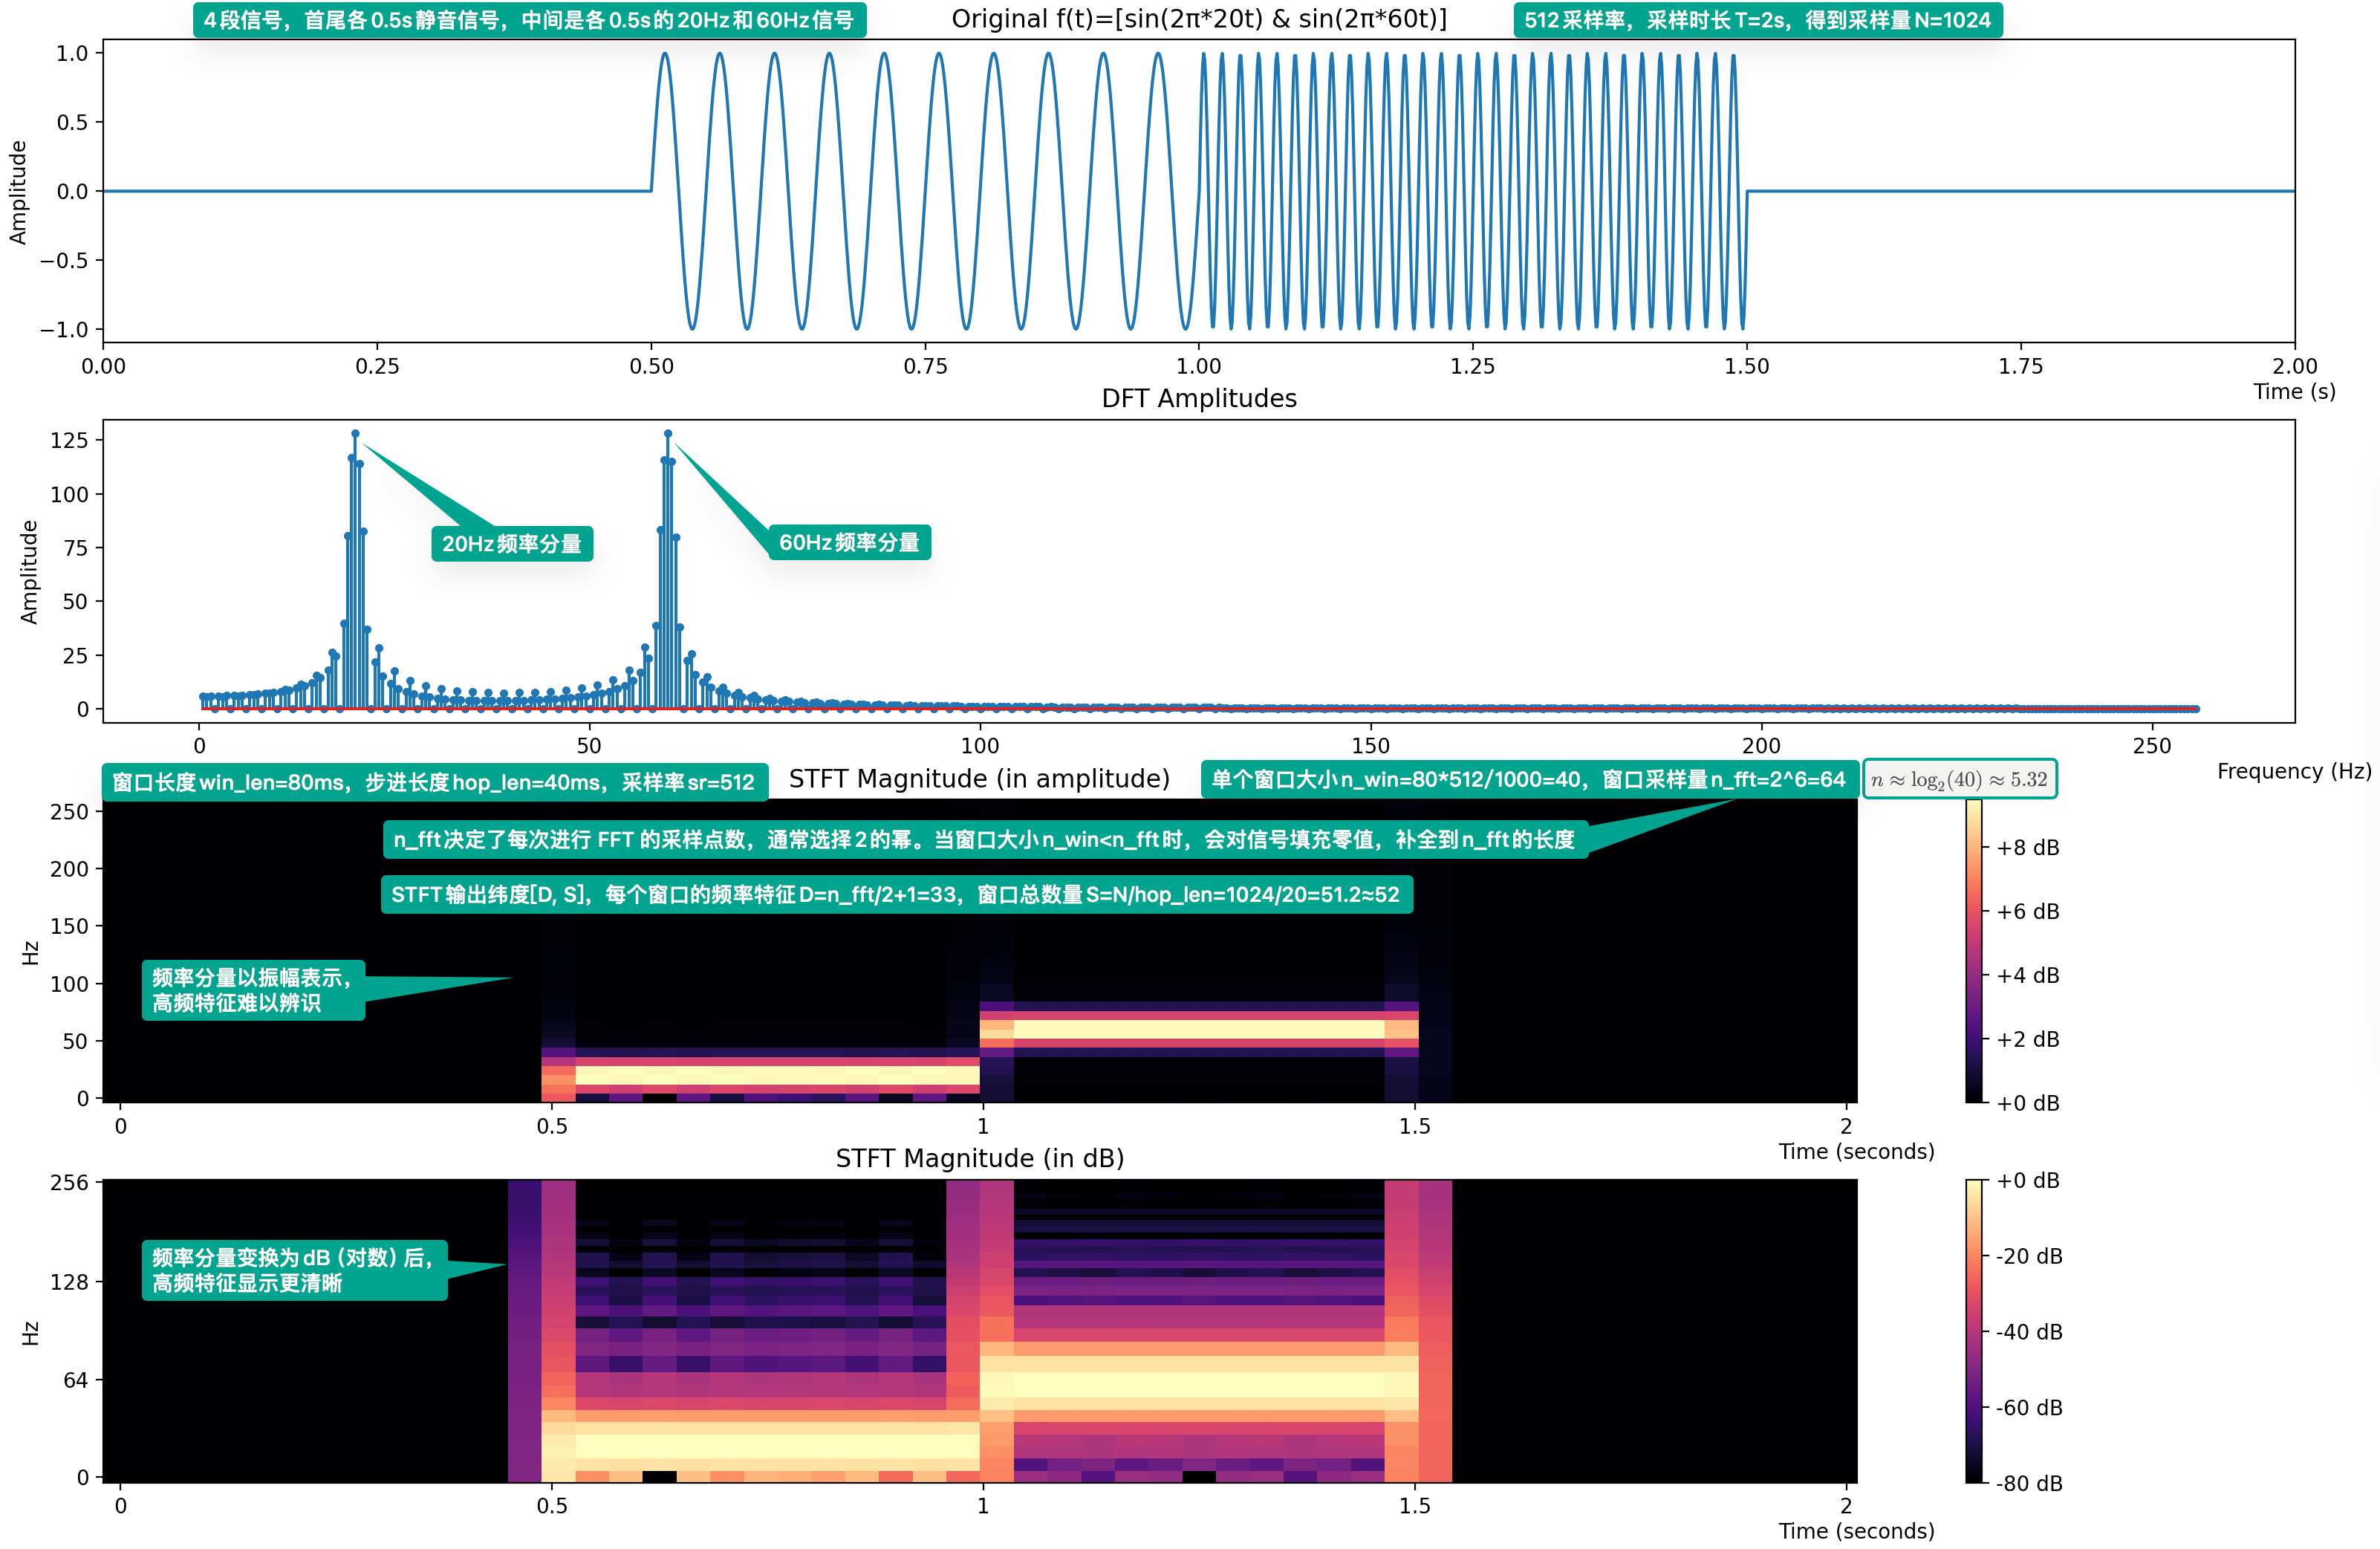 4段信号，首尾各0.5s静音信号，中间是各0.5s的20Hz和60Hz信号
Original f(t)=[sin(2π*20t) & sin(2π*60t)]
512采样率，采样时长T=2s，得到采样量N=1024
Amplitude
1.0
0.5
0.0
−0.5
−1.0
0.00 0.25 0.50 0.75 1.00 1.25 1.50 1.75 2.00
Time (s)
DFT Amplitudes
Amplitude
125
100
75
50
25
0
20Hz频率分量
60Hz频率分量
0 50 100 150 200 250
Frequency (Hz)
窗口长度win_len=80ms，步进长度hop_len=40ms，采样率sr=512
STFT Magnitude (in amplitude)
单个窗口大小n_win=80*512/1000=40，窗口采样量n_fft=2^6=64
n ≈ log₂(40) ≈ 5.32
n_fft决定了每次进行 FFT 的采样点数，通常选择2的幂。当窗口大小n_win<n_fft时，会对信号填充零值，补全到n_fft的长度
STFT输出纬度[D, S]，每个窗口的频率特征D=n_fft/2+1=33，窗口总数量S=N/hop_len=1024/20=51.2≈52
频率分量以振幅表示，
高频特征难以辨识
Hz
250
200
150
100
50
0
0 0.5 1 1.5 2
Time (seconds)
+8 dB
+6 dB
+4 dB
+2 dB
+0 dB
STFT Magnitude (in dB)
频率分量变换为dB（对数）后，
高频特征显示更清晰
Hz
256
128
64
0
0 0.5 1 1.5 2
Time (seconds)
+0 dB
-20 dB
-40 dB
-60 dB
-80 dB